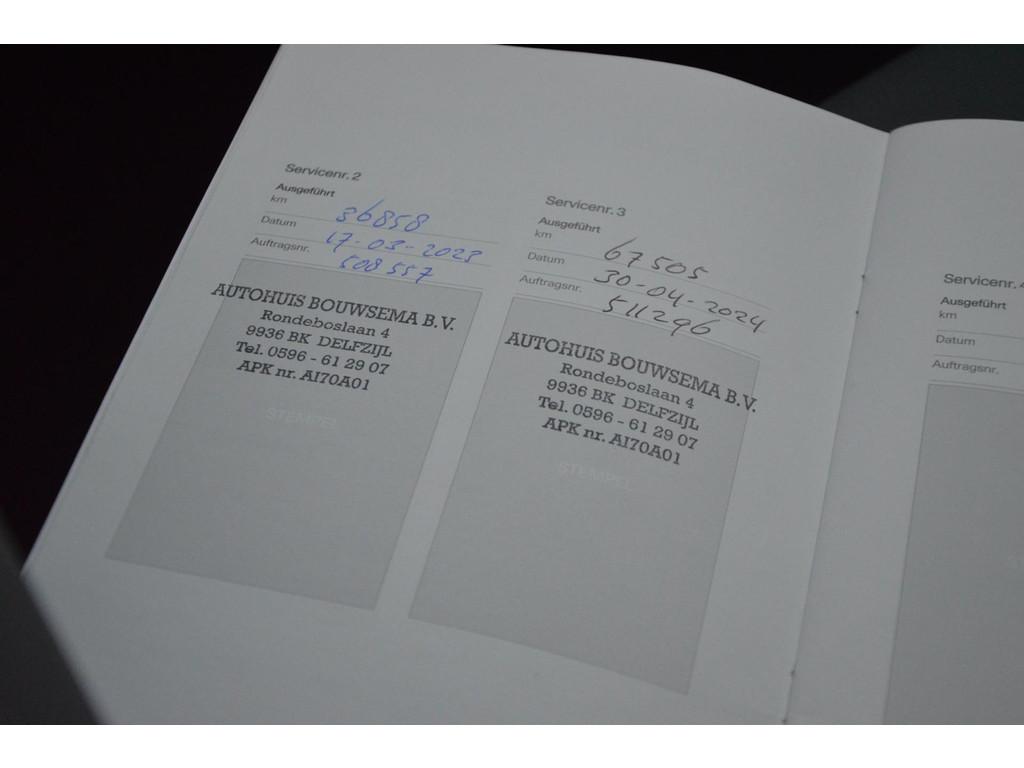 Servicenr. 2
Ausgeführt
km 36858
Datum 17-03-2023
Auftragsnr. 508557
AUTOHUIS BOUWSEMA B.V.
Rondeboslaan 4
9936 BK DELFZIJL
Tel. 0596 - 61 29 07
APK nr. AI70A01
STEMPEL
Servicenr. 3
Ausgeführt
km 67505
Datum 30-04-2024
Auftragsnr. 511296
AUTOHUIS BOUWSEMA B.V.
Rondeboslaan 4
9936 BK DELFZIJL
Tel. 0596 - 61 29 07
APK nr. AI70A01
STEMPEL
Servicenr. 4
Ausgeführt
km
Datum
Auftragsnr.